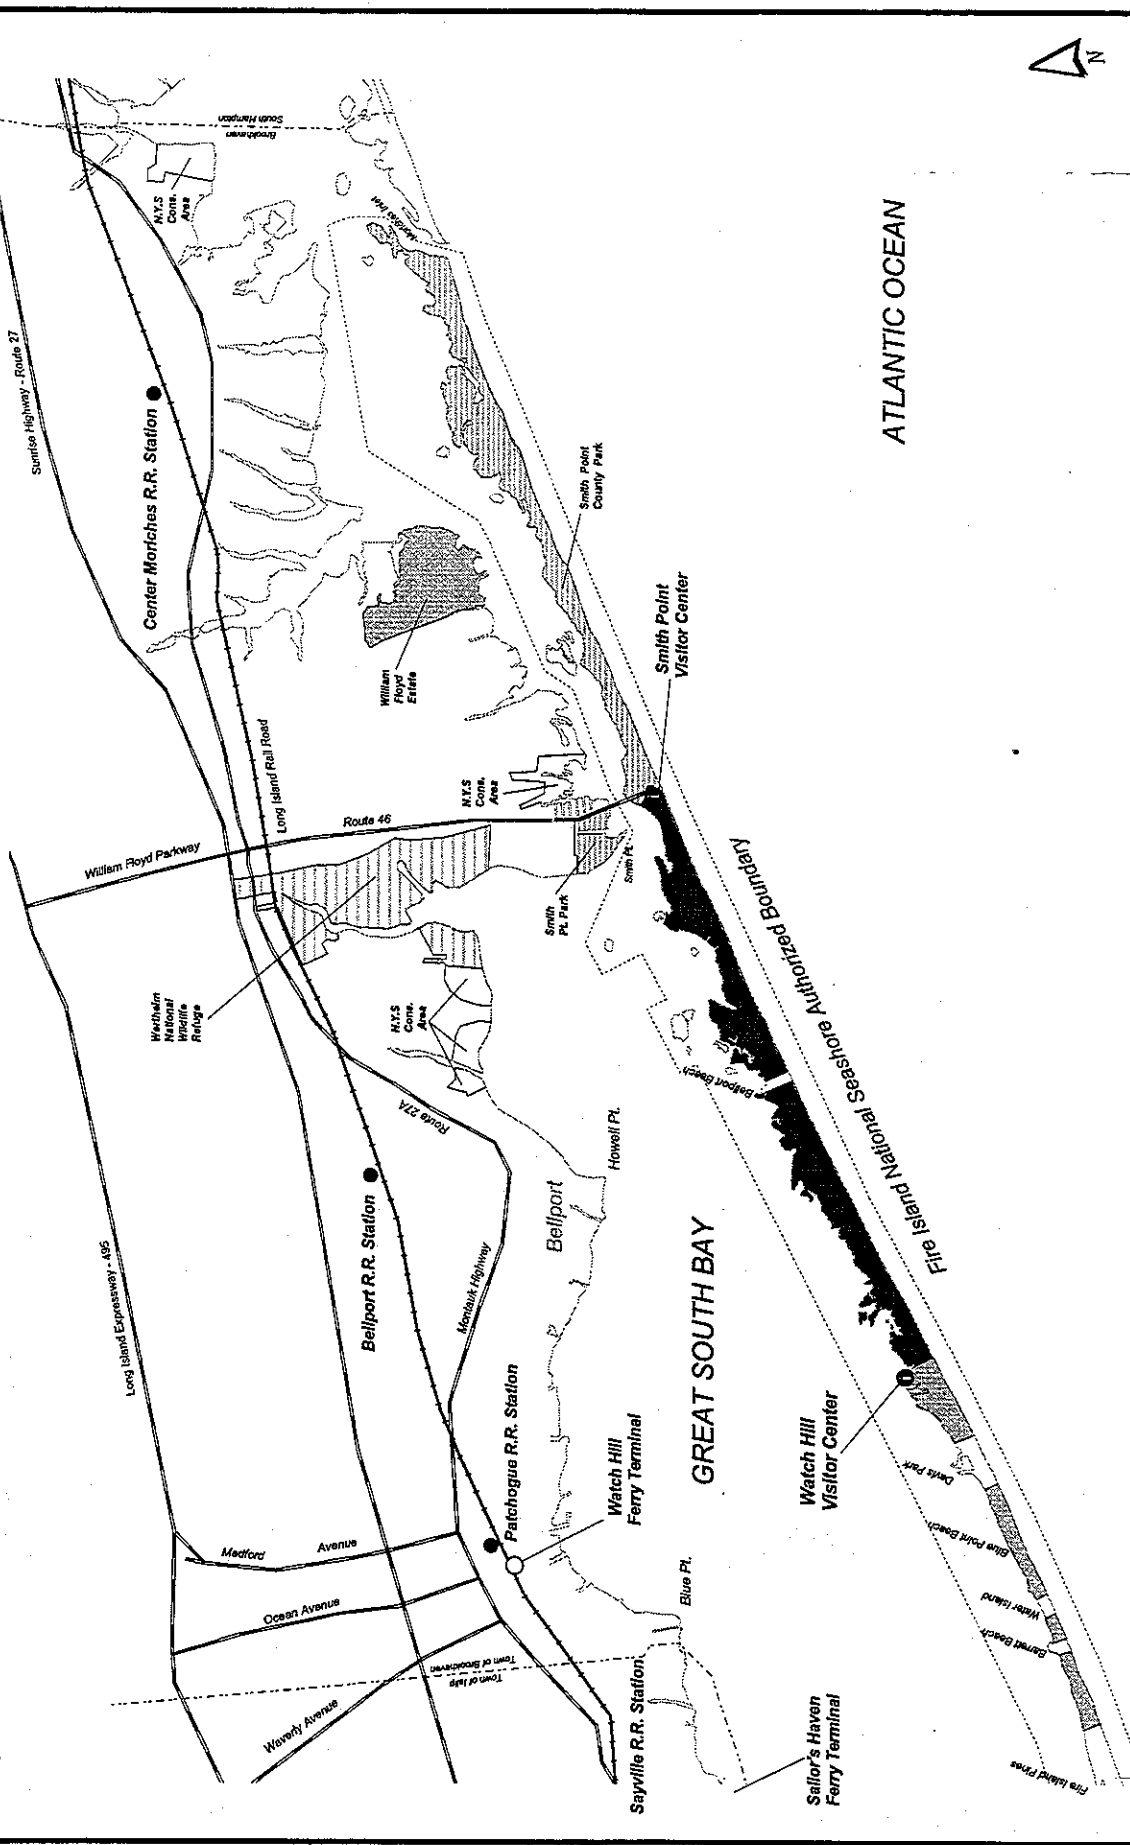 N
South Hampton
Brookhaven
N.Y.S
Cons.
Area
Moriches Inlet
Sunrise Highway - Route 27
Center Moriches R.R. Station
ATLANTIC OCEAN
Smith Point
County Park
William
Floyd
Estate
Smith Point
Visitor Center
Long Island Rail Road
N.Y.S
Cons.
Area
Route 46
William Floyd Parkway
Smith Pt.
Smith
Pt. Park
Wertheim
National
Wildlife
Refuge
N.Y.S
Cons.
Area
Fire Island National Seashore Authorized Boundary
Bellport Beach
Route 27A
Howell Pt.
Bellport
Bellport R.R. Station
Montauk Highway
Long Island Expressway - 495
GREAT SOUTH BAY
Patchogue R.R. Station
Watch Hill
Ferry Terminal
Watch Hill
Visitor Center
Davis Park
Blue Point Beach
Water Island
Barrett Beach
Medford
Avenue
Ocean Avenue
Blue Pt.
Town of Brookhaven
Town of Islip
Waverly Avenue
Sayville R.R. Station
Sailor's Haven
Ferry Terminal
Fire Island Pines